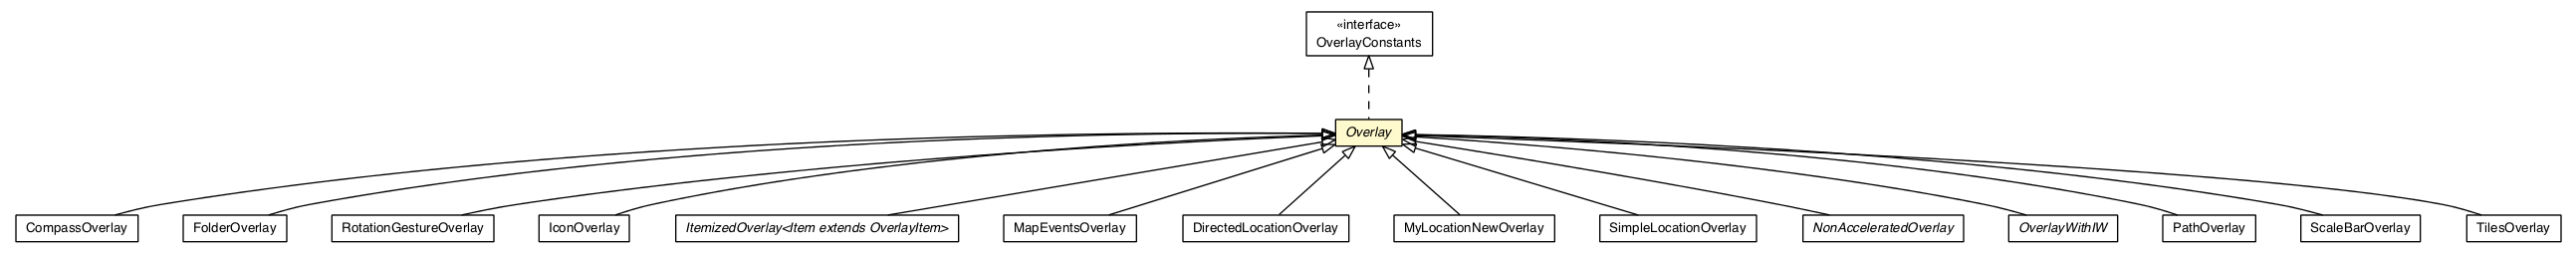 «interface»
OverlayConstants
Overlay
CompassOverlay
FolderOverlay
RotationGestureOverlay
IconOverlay
ItemizedOverlay<Item extends OverlayItem>
MapEventsOverlay
DirectedLocationOverlay
MyLocationNewOverlay
SimpleLocationOverlay
NonAcceleratedOverlay
OverlayWithIW
PathOverlay
ScaleBarOverlay
TilesOverlay